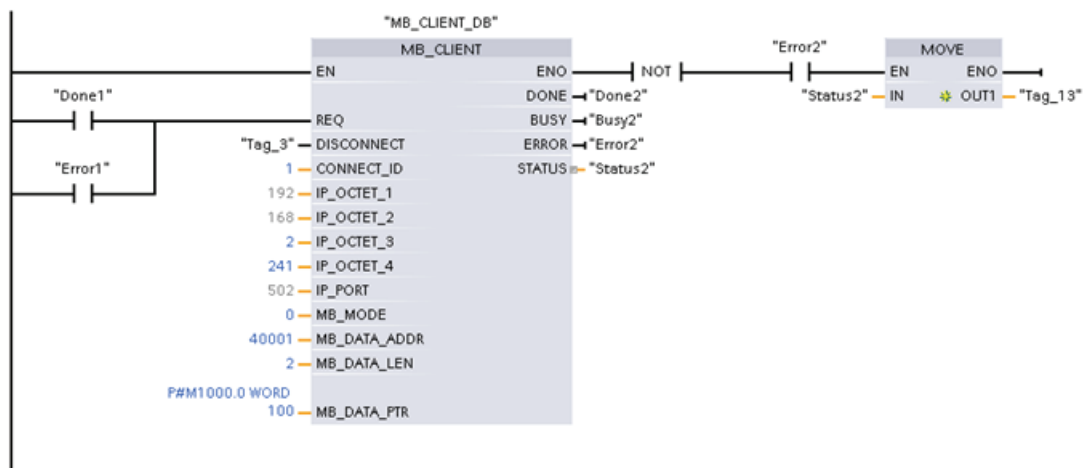 "MB_CLIENT_DB"
MB_CLIENT
"Error2"
MOVE
EN ENO NOT EN ENO
"Done1" DONE "Done2" "Status2" IN OUT1 "Tag_13"
REQ BUSY "Busy2"
"Tag_3" DISCONNECT ERROR "Error2"
"Error1" 1 CONNECT_ID STATUS "Status2"
192 IP_OCTET_1
168 IP_OCTET_2
2 IP_OCTET_3
241 IP_OCTET_4
502 IP_PORT
0 MB_MODE
40001 MB_DATA_ADDR
2 MB_DATA_LEN
P#M1000.0 WORD
100 MB_DATA_PTR